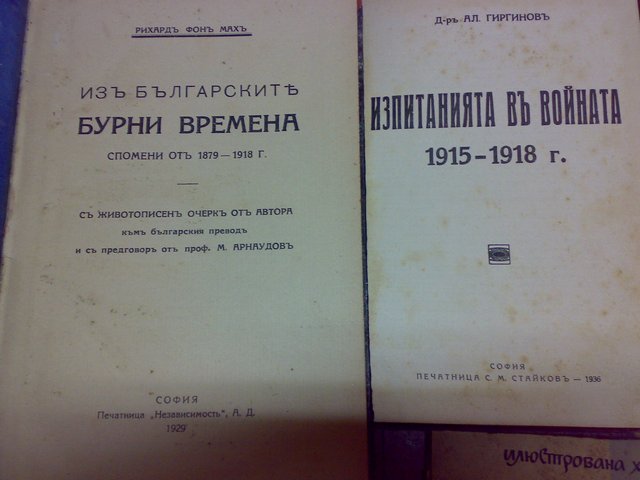 РИХАРДЪ ФОНЪ МАХЪ
ИЗЪ БЪЛГАРСКИТѢ
БУРНИ ВРЕМЕНА
СПОМЕНИ ОТЪ 1879 — 1918 Г.
СЪ ЖИВОТОПИСЕНЪ ОЧЕРКЪ ОТЪ АВТОРА
къмъ българския преводъ
и съ предговоръ отъ проф. М. АРНАУДОВЪ
СОФИЯ
Печатница „Независимость", А. Д.
1929
Д-ръ АЛ. ГИРГИНОВЪ
ИЗПИТАНИЯТА ВЪ ВОЙНАТА
1915 – 1918 г.
СОФИЯ
ПЕЧАТНИЦА С. М. СТАЙКОВЪ — 1936
илюстрована